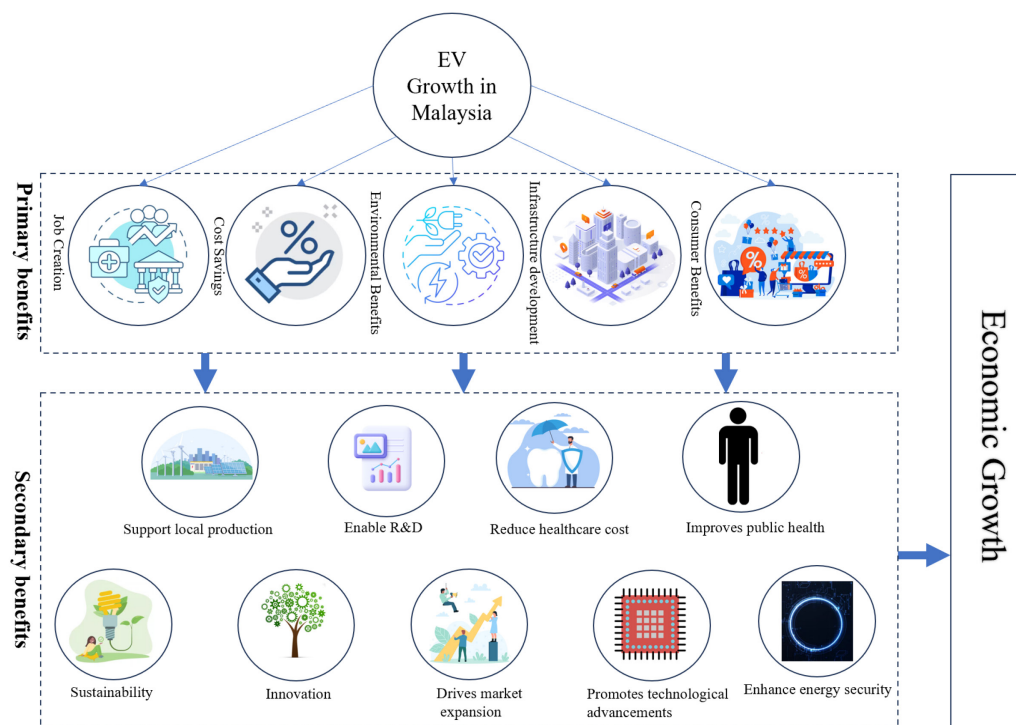 EV
Growth in
Malaysia
Primary benefits
Job Creation
Cost Savings
Environmental Benefits
Infrastructure development
Consumer Benefits
Secondary benefits
Support local production
Enable R&D
Reduce healthcare cost
Improves public health
Sustainability
Innovation
Drives market
expansion
Promotes technological
advancements
Enhance energy security
Economic Growth